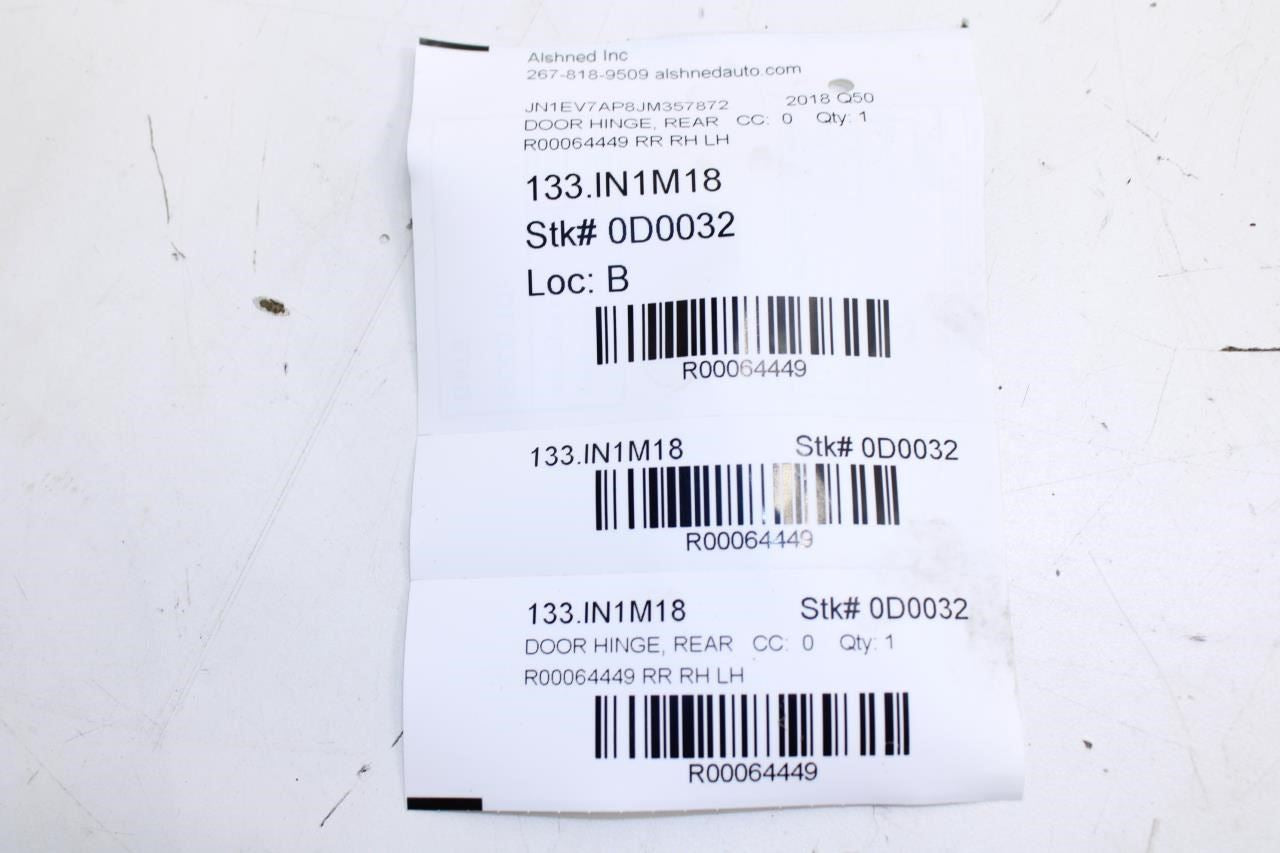 Alshned Inc
267-818-9509 alshnedauto.com
JN1EV7AP8JM357872 2018 Q50
DOOR HINGE, REAR CC: 0 Qty: 1
R00064449 RR RH LH
133.IN1M18
Stk# 0D0032
Loc: B
R00064449
133.IN1M18 Stk# 0D0032
R00064449
133.IN1M18 Stk# 0D0032
DOOR HINGE, REAR CC: 0 Qty: 1
R00064449 RR RH LH
R00064449